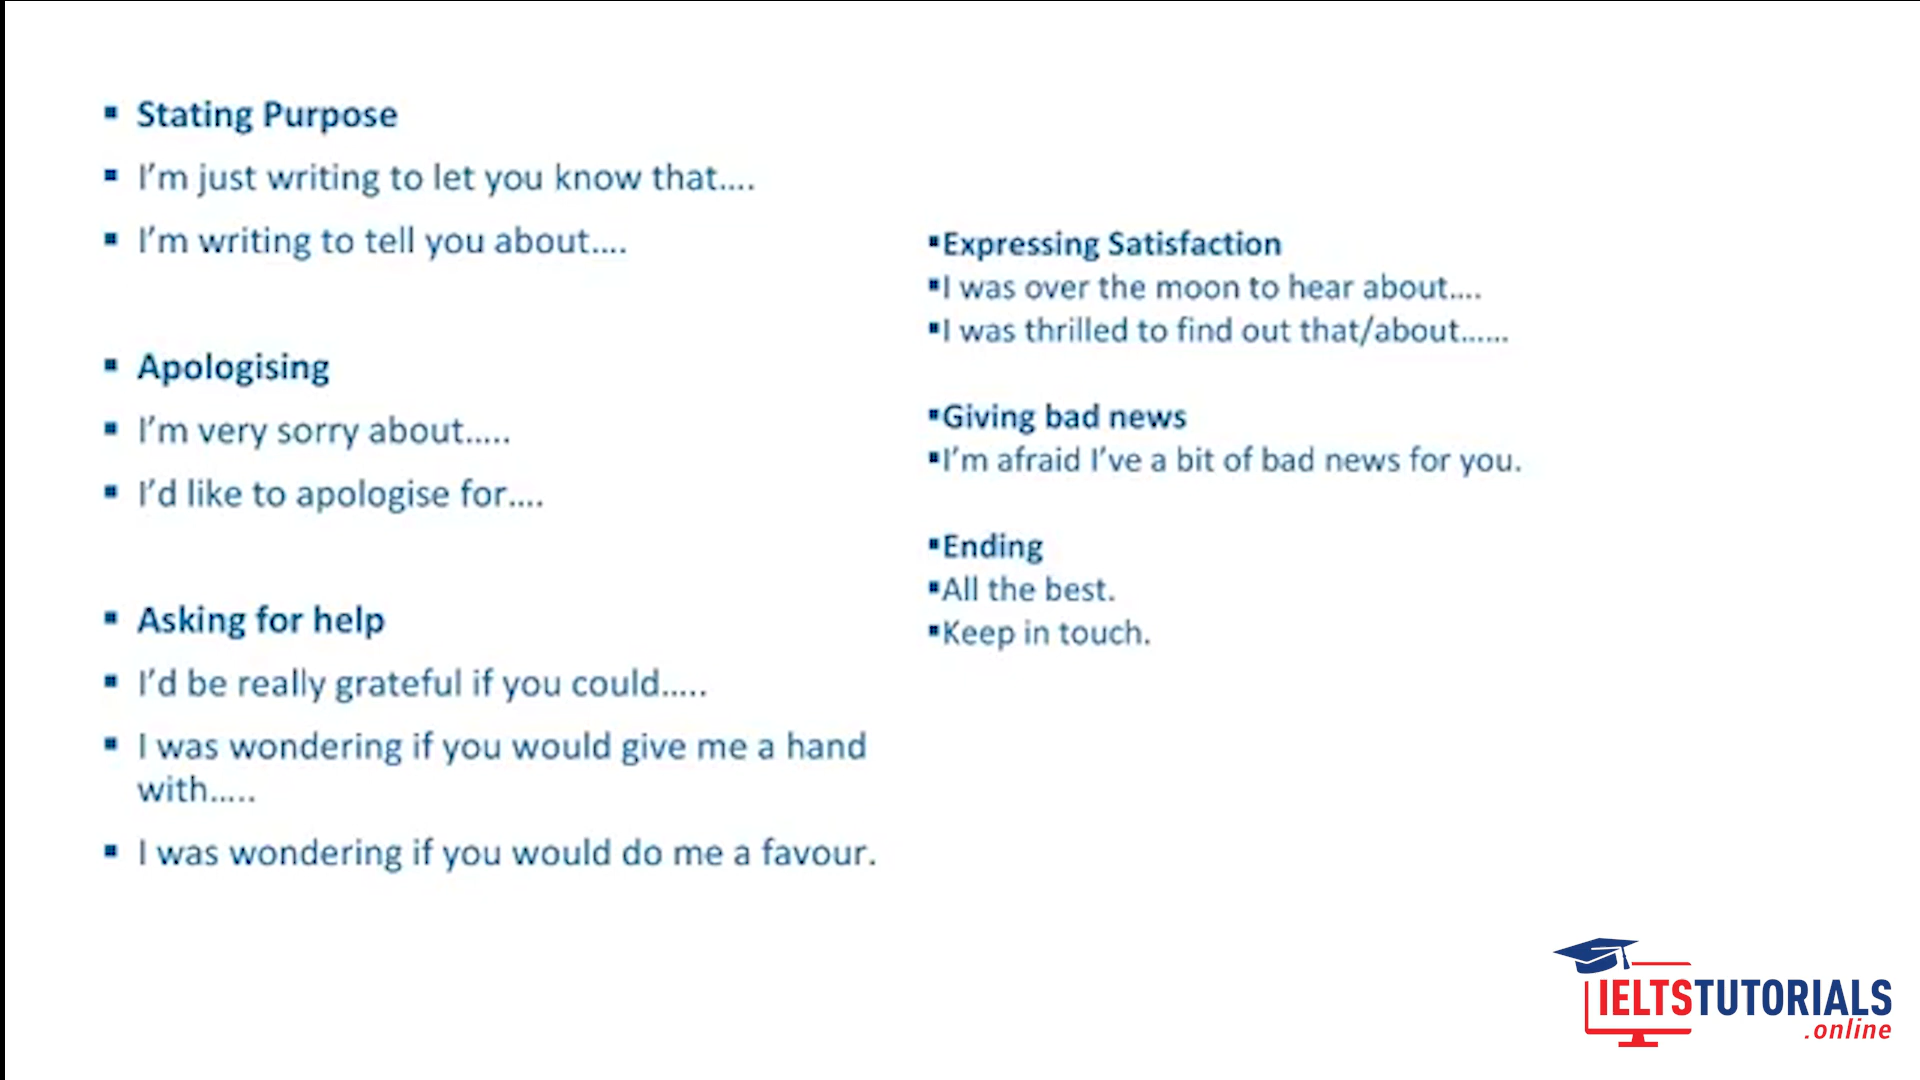 ▪ Stating Purpose
▪ I'm just writing to let you know that....
▪ I'm writing to tell you about....
▪ Apologising
▪ I'm very sorry about.....
▪ I'd like to apologise for....
▪ Asking for help
▪ I'd be really grateful if you could.....
▪ I was wondering if you would give me a hand
with.....
▪ I was wondering if you would do me a favour.
▪Expressing Satisfaction
▪I was over the moon to hear about....
▪I was thrilled to find out that/about......
▪Giving bad news
▪I'm afraid I've a bit of bad news for you.
▪Ending
▪All the best.
▪Keep in touch.
IELTSTUTORIALS
.online